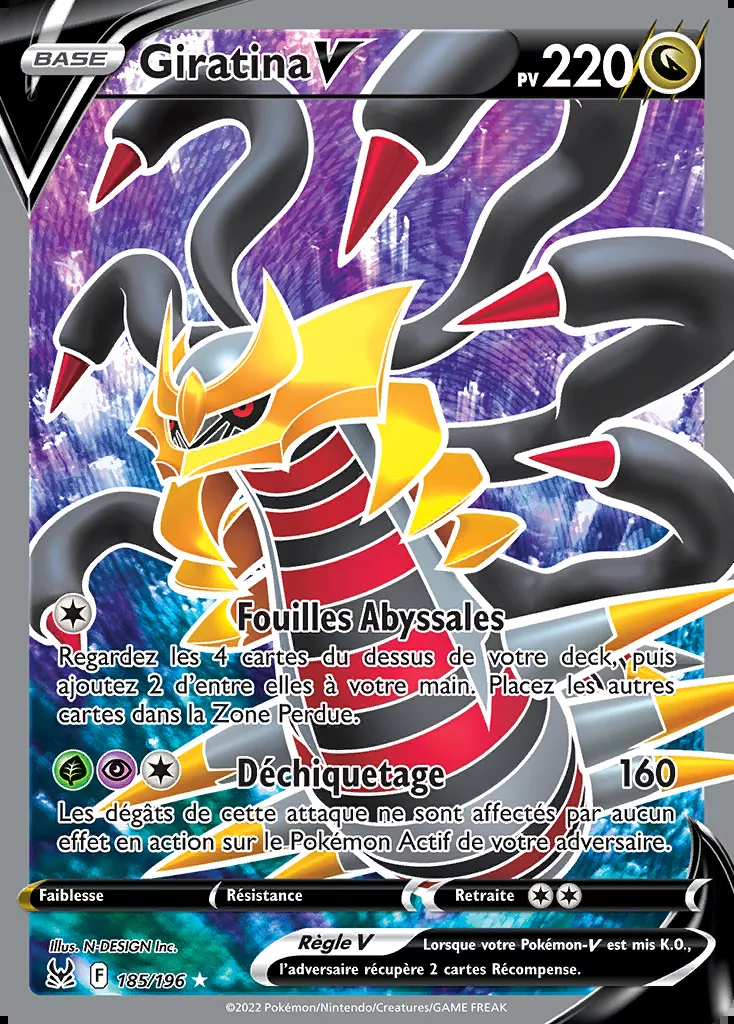 BASE Giratina V PV 220
Fouilles Abyssales
Regardez les 4 cartes du dessus de votre deck, puis
ajoutez 2 d'entre elles à votre main. Placez les autres
cartes dans la Zone Perdue.
Déchiquetage 160
Les dégâts de cette attaque ne sont affectés par aucun
effet en action sur le Pokémon Actif de votre adversaire.
Faiblesse Résistance Retraite
Illus. N-DESIGN Inc.
Règle V Lorsque votre Pokémon-V est mis K.O.,
l'adversaire récupère 2 cartes Récompense.
F 185/196 ★
©2022 Pokémon/Nintendo/Creatures/GAME FREAK